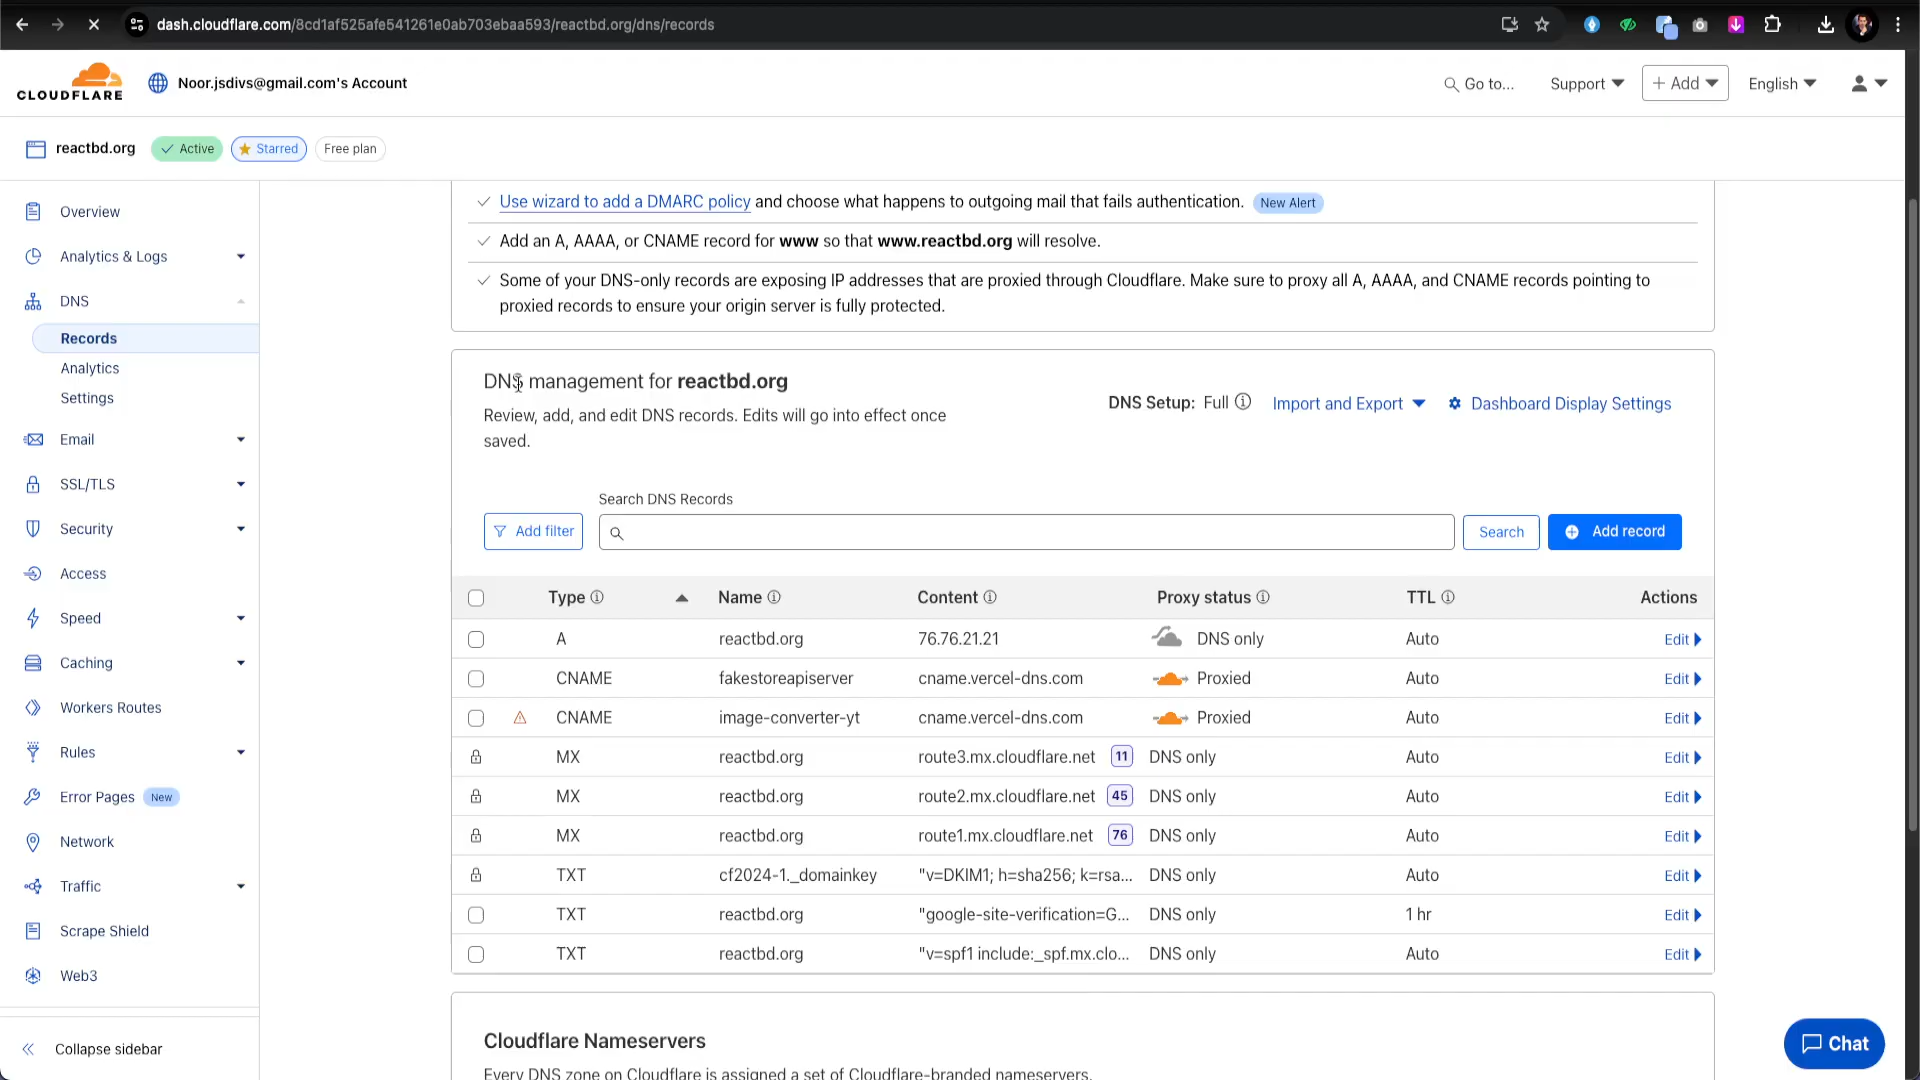 dash.cloudflare.com/8cd1af525afe541261e0ab703ebaa593/reactbd.org/dns/records
CLOUDFLARE
Noor.jsdivs@gmail.com's Account
Go to...
Support
+ Add
English
reactbd.org
Active
Starred
Free plan
Overview
Analytics & Logs
DNS
Records
Analytics
Settings
Email
SSL/TLS
Security
Access
Speed
Caching
Workers Routes
Rules
Error Pages New
Network
Traffic
Scrape Shield
Web3
Collapse sidebar
Use wizard to add a DMARC policy and choose what happens to outgoing mail that fails authentication. New Alert
Add an A, AAAA, or CNAME record for www so that www.reactbd.org will resolve.
Some of your DNS-only records are exposing IP addresses that are proxied through Cloudflare. Make sure to proxy all A, AAAA, and CNAME records pointing to
proxied records to ensure your origin server is fully protected.
DNS management for reactbd.org
Review, add, and edit DNS records. Edits will go into effect once
saved.
DNS Setup: Full
Import and Export
Dashboard Display Settings
Search DNS Records
Add filter
Search
Add record
Type Name Content Proxy status TTL Actions
A reactbd.org 76.76.21.21 DNS only Auto Edit
CNAME fakestoreapiserver cname.vercel-dns.com Proxied Auto Edit
CNAME image-converter-yt cname.vercel-dns.com Proxied Auto Edit
MX reactbd.org route3.mx.cloudflare.net 11 DNS only Auto Edit
MX reactbd.org route2.mx.cloudflare.net 45 DNS only Auto Edit
MX reactbd.org route1.mx.cloudflare.net 76 DNS only Auto Edit
TXT cf2024-1._domainkey "v=DKIM1; h=sha256; k=rsa... DNS only Auto Edit
TXT reactbd.org "google-site-verification=G... DNS only 1 hr Edit
TXT reactbd.org "v=spf1 include:_spf.mx.clo... DNS only Auto Edit
Cloudflare Nameservers
Every DNS zone on Cloudflare is assigned a set of Cloudflare-branded nameservers.
Chat